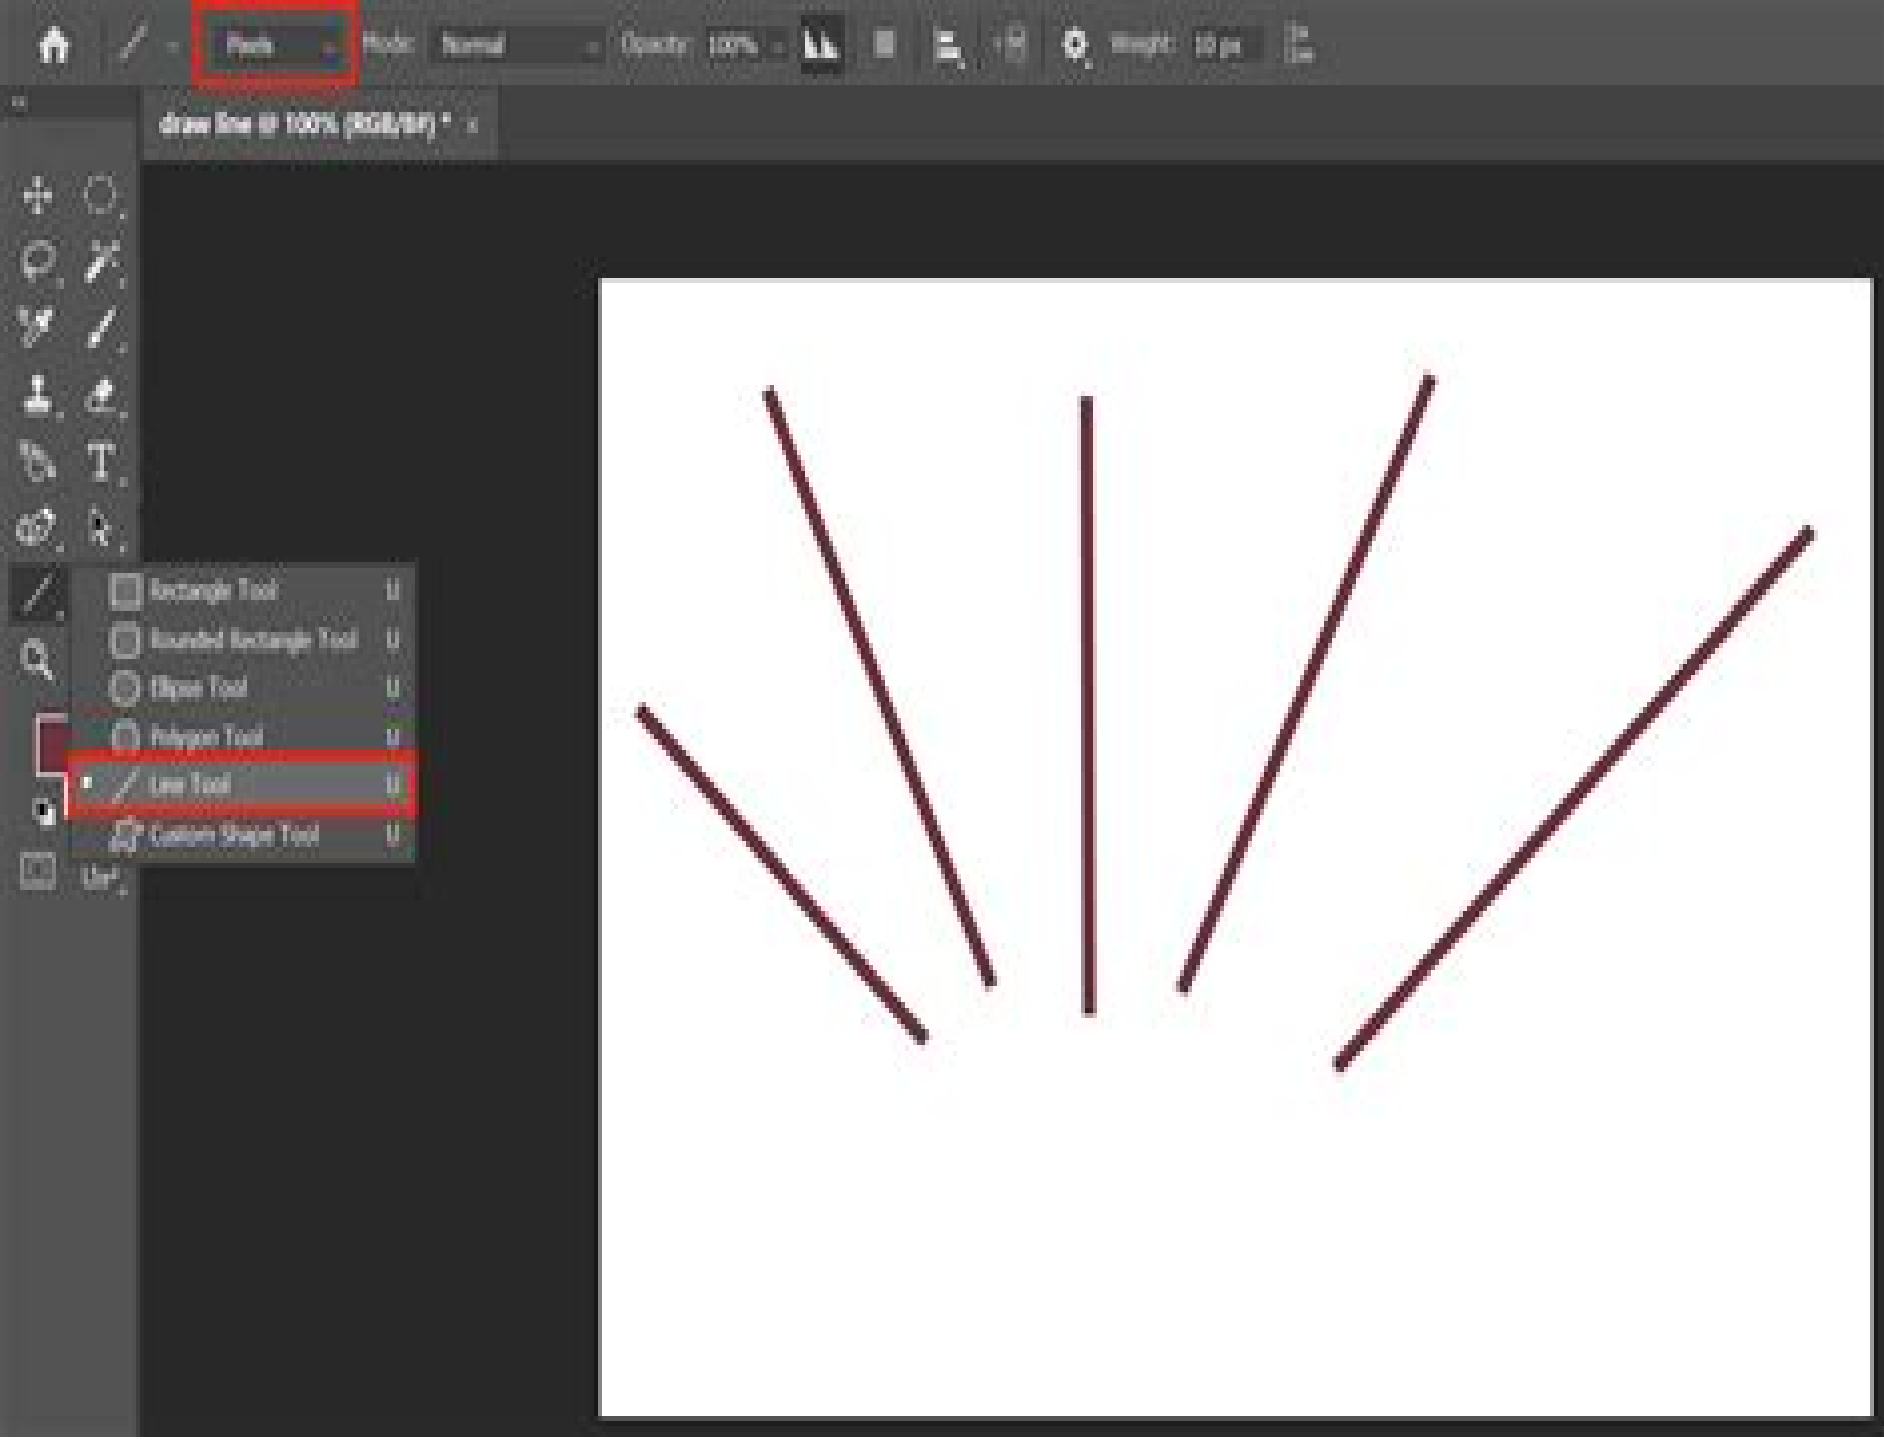 Pixels Mode: Normal Opacity: 100% Weight: 10 px
draw line @ 100% (RGB/8#) * x
T
Rectangle Tool U
Rounded Rectangle Tool U
Ellipse Tool U
Polygon Tool U
Line Tool U
Custom Shape Tool U